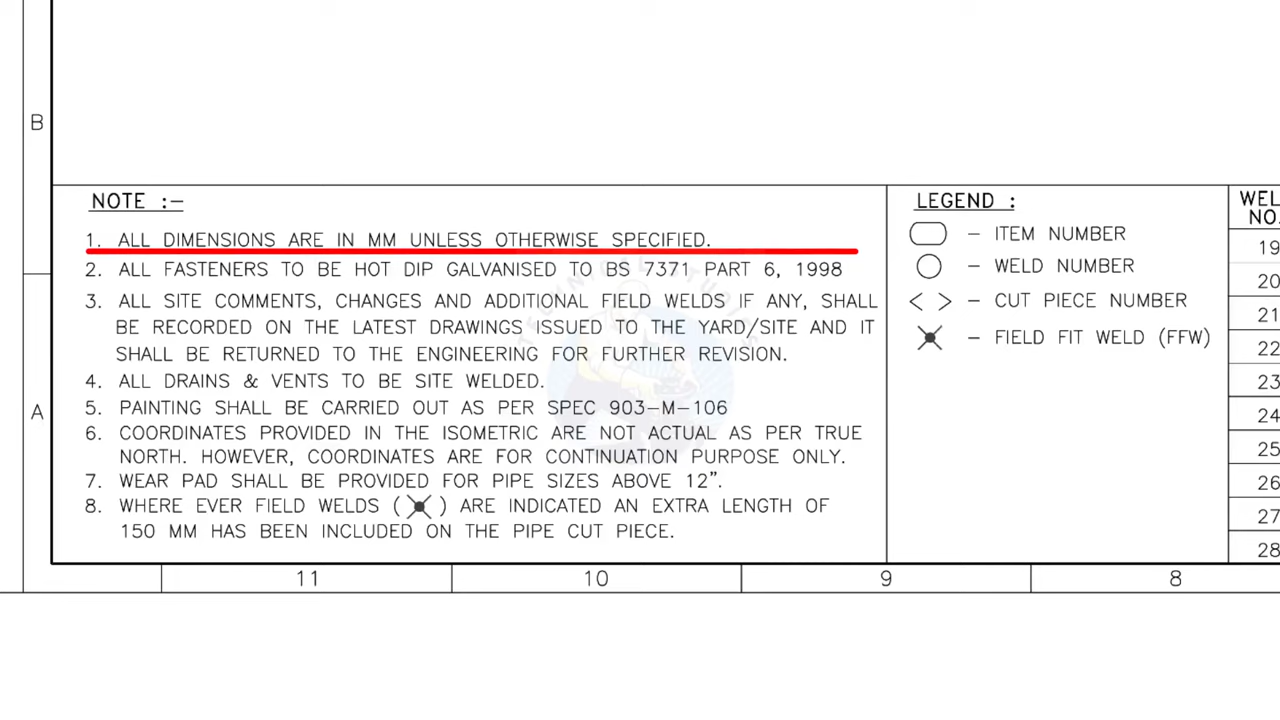 B
NOTE :-
1. ALL DIMENSIONS ARE IN MM UNLESS OTHERWISE SPECIFIED.
2. ALL FASTENERS TO BE HOT DIP GALVANISED TO BS 7371 PART 6, 1998
3. ALL SITE COMMENTS, CHANGES AND ADDITIONAL FIELD WELDS IF ANY, SHALL
BE RECORDED ON THE LATEST DRAWINGS ISSUED TO THE YARD/SITE AND IT
SHALL BE RETURNED TO THE ENGINEERING FOR FURTHER REVISION.
4. ALL DRAINS & VENTS TO BE SITE WELDED.
5. PAINTING SHALL BE CARRIED OUT AS PER SPEC 903-M-106
6. COORDINATES PROVIDED IN THE ISOMETRIC ARE NOT ACTUAL AS PER TRUE
NORTH. HOWEVER, COORDINATES ARE FOR CONTINUATION PURPOSE ONLY.
7. WEAR PAD SHALL BE PROVIDED FOR PIPE SIZES ABOVE 12”.
8. WHERE EVER FIELD WELDS ( ) ARE INDICATED AN EXTRA LENGTH OF
150 MM HAS BEEN INCLUDED ON THE PIPE CUT PIECE.
A
LEGEND :
- ITEM NUMBER
- WELD NUMBER
< > - CUT PIECE NUMBER
- FIELD FIT WELD (FFW)
WEL
NO.
19
20
21
22
23
24
25
26
27
28
11 10 9 8